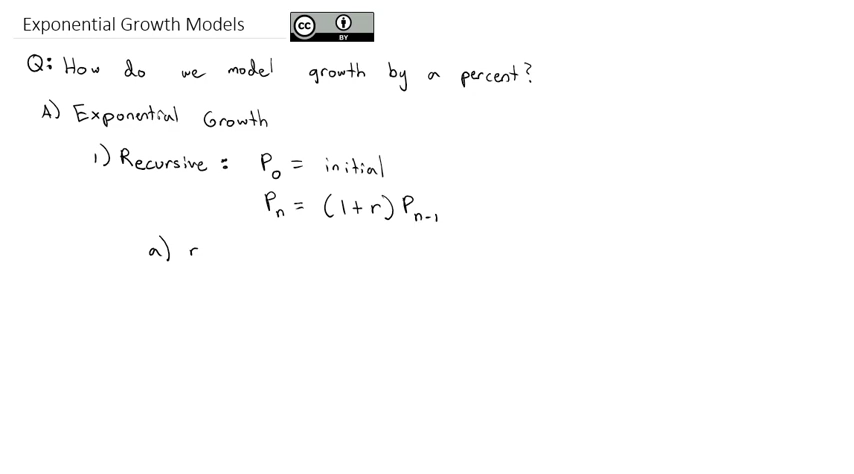 Exponential Growth Models
CC BY
Q: How do we model growth by a percent?
A) Exponential Growth
1) Recursive: P₀ = initial
Pₙ = (1 + r) Pₙ₋₁
a) r